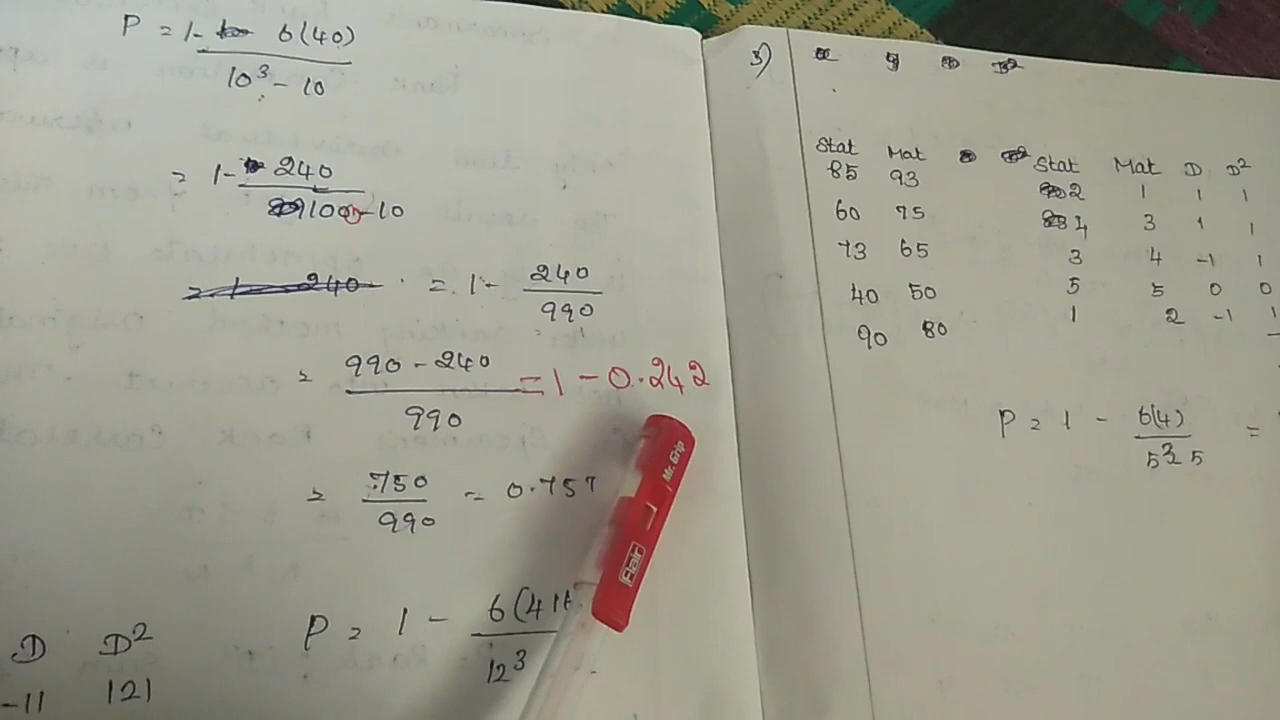 P = 1 - 6(40)
10³ - 10
= 1 - 240
1000 - 10
= 1 - 240
990
= 990 - 240 = 1 - 0.242
990
= 750 = 0.757
990
D D² P = 1 - 6(41
12³
-11 121
3)
Stat Mat Stat Mat D D²
85 93 2 1 1 1
60 75 4 3 1 1
73 65 3 4 -1 1
40 50 5 5 0 0
90 80 1 2 -1 1
P = 1 - 6(4) =
5³ - 5
Mr. Grip
Flair